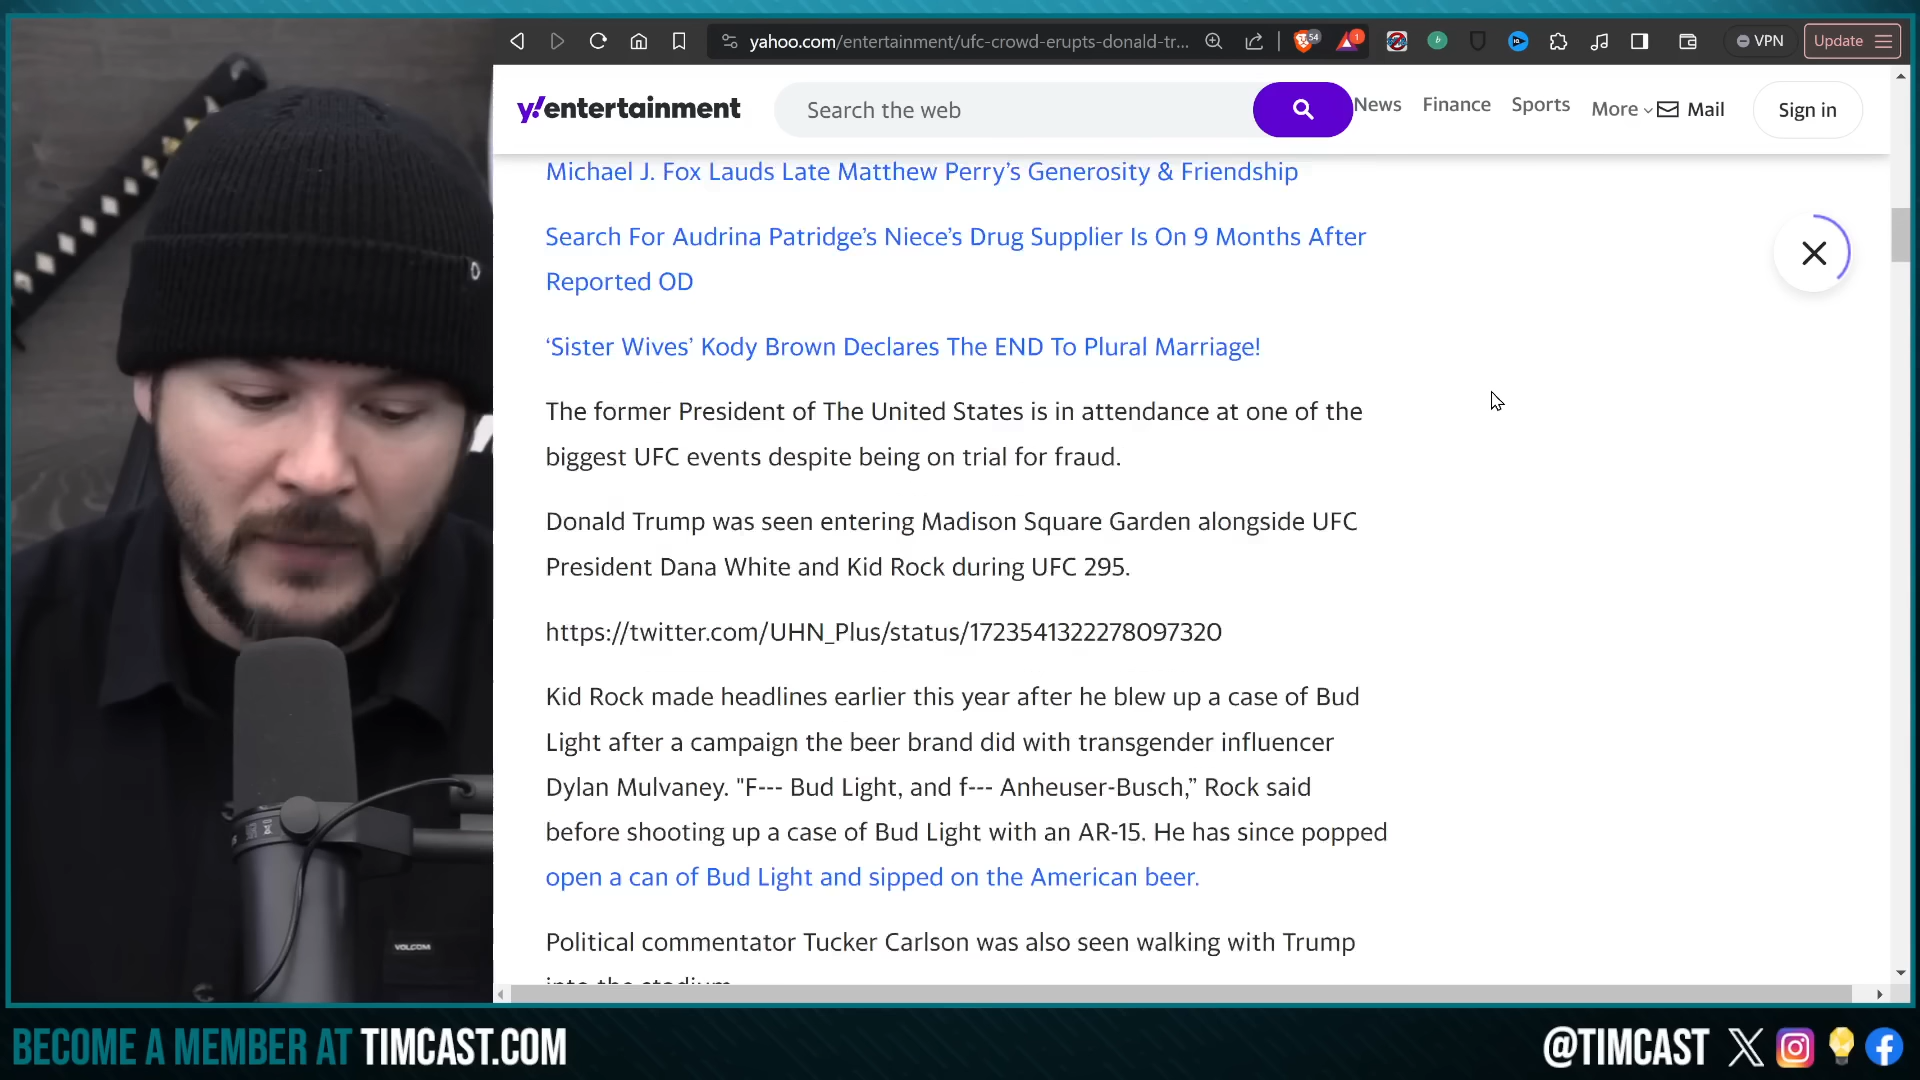 yahoo.com/entertainment/ufc-crowd-erupts-donald-tr...
54
1
VPN
Update
y!entertainment
Search the web
News
Finance
Sports
More
Mail
Sign in
Michael J. Fox Lauds Late Matthew Perry’s Generosity & Friendship
Search For Audrina Patridge’s Niece’s Drug Supplier Is On 9 Months After
Reported OD
‘Sister Wives’ Kody Brown Declares The END To Plural Marriage!
The former President of The United States is in attendance at one of the
biggest UFC events despite being on trial for fraud.
Donald Trump was seen entering Madison Square Garden alongside UFC
President Dana White and Kid Rock during UFC 295.
https://twitter.com/UHN_Plus/status/1723541322278097320
Kid Rock made headlines earlier this year after he blew up a case of Bud
Light after a campaign the beer brand did with transgender influencer
Dylan Mulvaney. "F--- Bud Light, and f--- Anheuser-Busch,” Rock said
before shooting up a case of Bud Light with an AR-15. He has since popped
open a can of Bud Light and sipped on the American beer.
Political commentator Tucker Carlson was also seen walking with Trump
into the stadium
VOLCOM
BECOME A MEMBER AT TIMCAST.COM
@TIMCAST